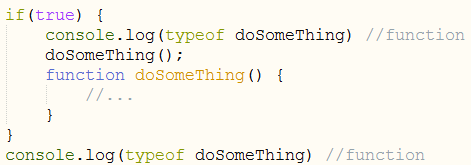 if(true) {
    console.log(typeof doSomeThing) //function
    doSomeThing();
    function doSomeThing() {
        //...
    }
}
console.log(typeof doSomeThing) //function